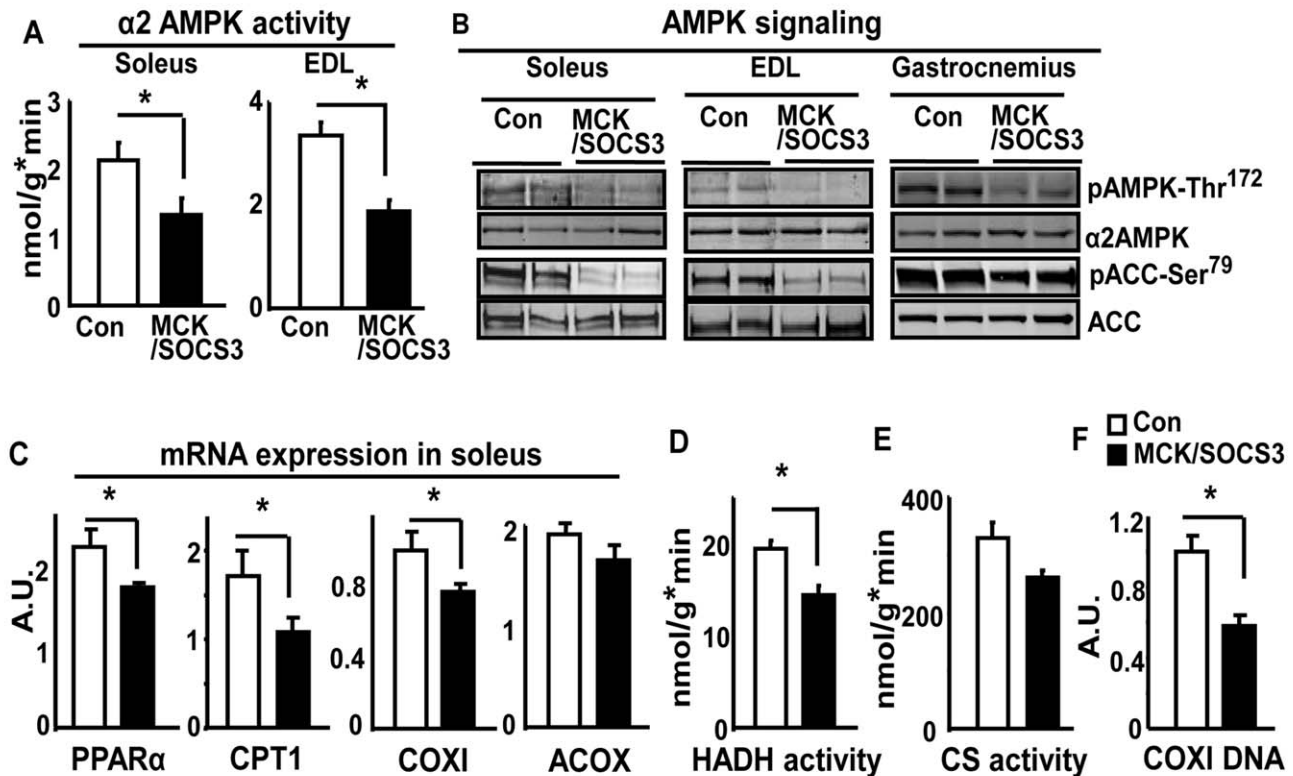 A
α2 AMPK activity
Soleus
EDL
nmol/g*min
3
2
1
0
*
Con
MCK
/SOCS3
4
2
0
*
Con
MCK
/SOCS3
B
AMPK signaling
Soleus
EDL
Gastrocnemius
Con
MCK
/SOCS3
Con
MCK
/SOCS3
Con
MCK
/SOCS3
pAMPK-Thr172
α2AMPK
pACC-Ser79
ACC
C
mRNA expression in soleus
A.U.
2
1
0
*
PPARα
2
1
0
*
CPT1
0.8
0.4
0
*
COXI
2
1
0
ACOX
D
nmol/g*min
20
10
0
*
HADH activity
E
nmol/g*min
400
200
0
CS activity
F
Con
MCK/SOCS3
A.U.
1.2
0.8
0.4
0
*
COXI DNA